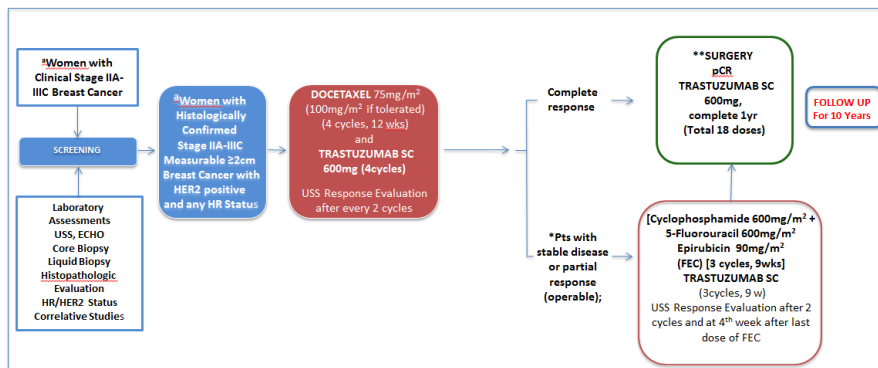 ᵃWomen with
Clinical Stage IIA-
IIIC Breast Cancer
SCREENING
Laboratory
Assessments
USS, ECHO
Core Biopsy
Liquid Biopsy
Histopathologic
Evaluation
HR/HER2 Status
Correlative Studies
ᵃWomen with
Histologically
Confirmed
Stage IIA-IIIC
Measurable ≥2cm
Breast Cancer with
HER2 positive
and any HR Status
DOCETAXEL 75mg/m²
(100mg/m² if tolerated)
(4 cycles, 12 wks)
and
TRASTUZUMAB SC
600mg (4cycles)
USS Response Evaluation
after every 2 cycles
Complete
response
*Pts with
stable disease
or partial
response
(operable);
**SURGERY
pCR
TRASTUZUMAB SC
600mg,
complete 1yr
(Total 18 doses)
FOLLOW UP
For 10 Years
[Cyclophosphamide 600mg/m² +
5-Fluorouracil 600mg/m²
Epirubicin 90mg/m²
(FEC) [3 cycles, 9wks]
TRASTUZUMAB SC
(3cycles, 9 w)
USS Response Evaluation after 2
cycles and at 4ᵗʰ week after last
dose of FEC